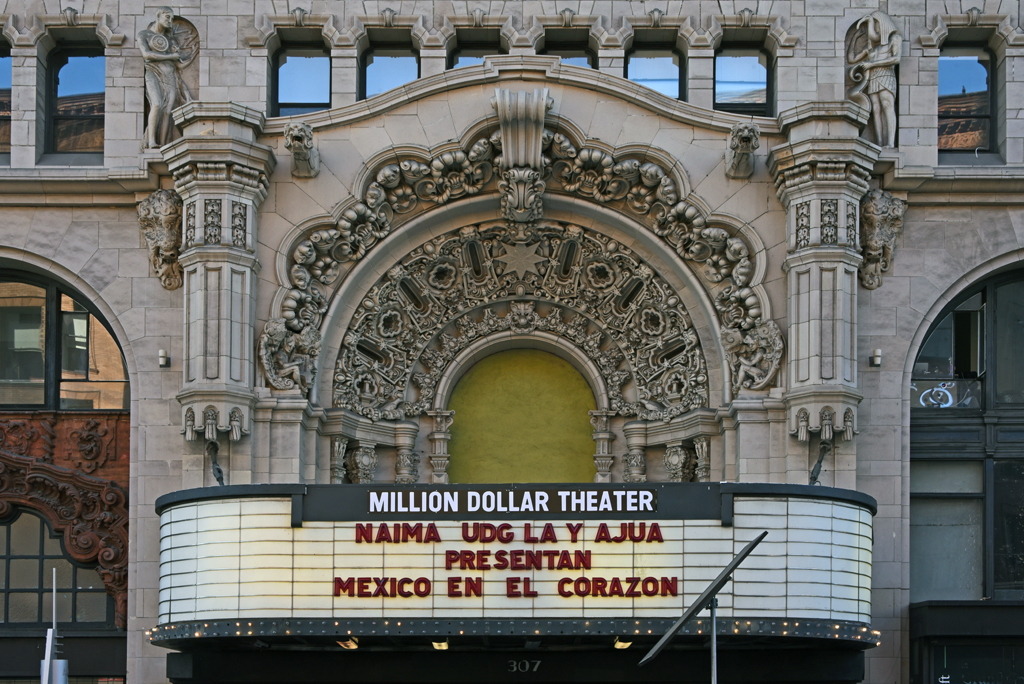 MILLION DOLLAR THEATER
NAIMA UDG LA Y AJUA
PRESENTAN
MEXICO EN EL CORAZON
307